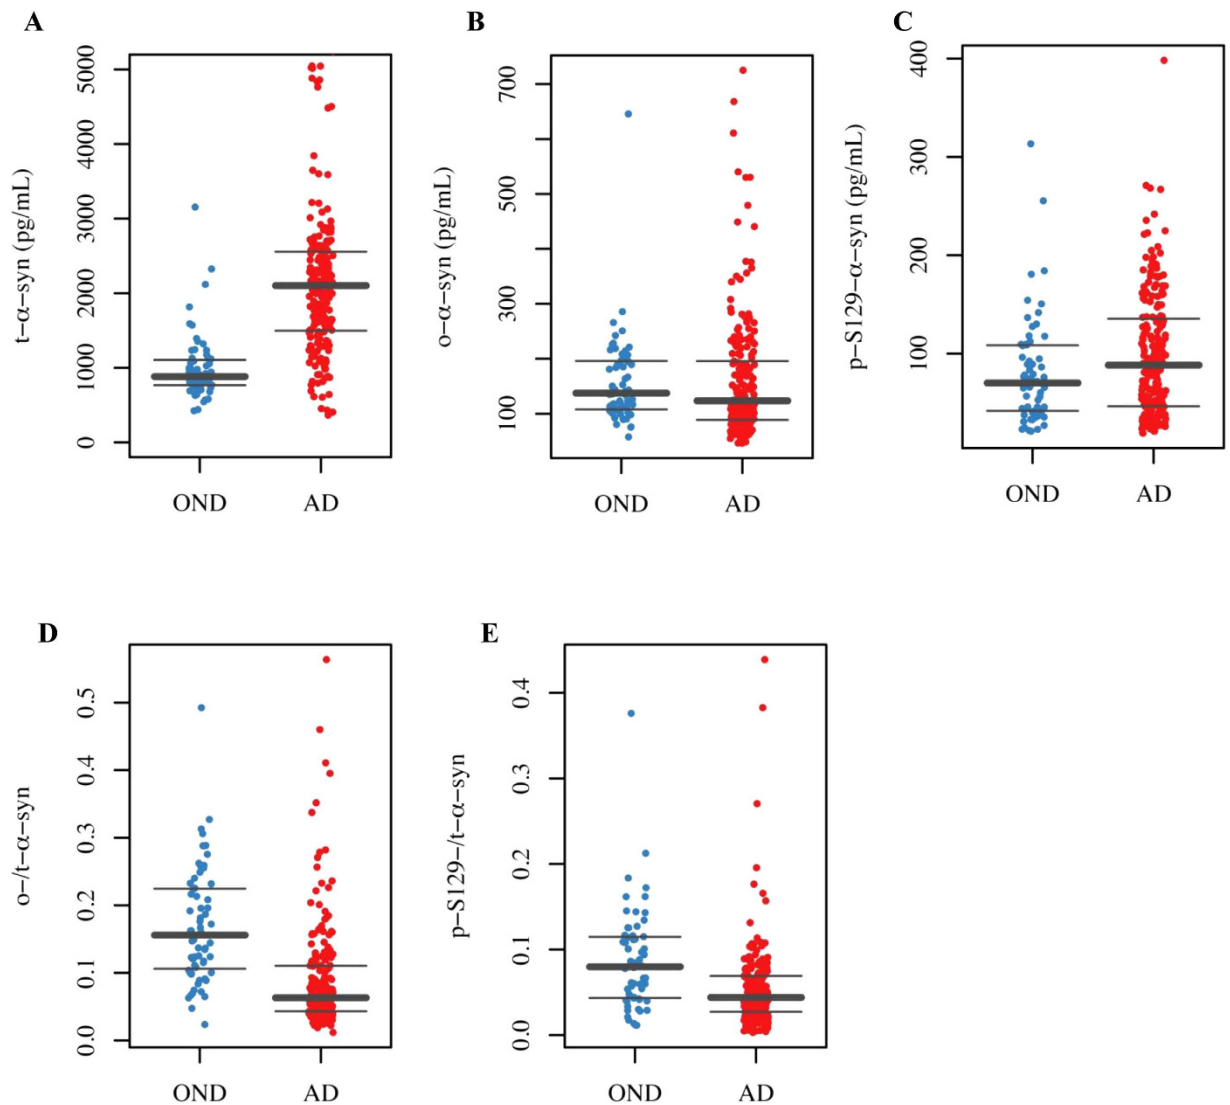 A
t−α−syn (pg/mL)
5000
4000
3000
2000
1000
0
OND AD
B
o−α−syn (pg/mL)
700
500
300
100
OND AD
C
p−S129−α−syn (pg/mL)
400
300
200
100
OND AD
D
o−/t−α−syn
0.5
0.4
0.3
0.2
0.1
0.0
OND AD
E
p−S129−/t−α−syn
0.4
0.3
0.2
0.1
0.0
OND AD